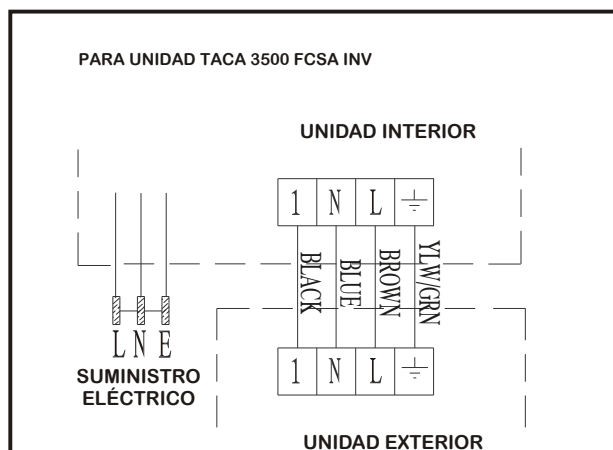 PARA UNIDAD TACA 3500 FCSA INV
UNIDAD INTERIOR
1 N L
BLACK
BLUE
BROWN
YLW/GRN
L N E
1 N L
SUMINISTRO
ELÉCTRICO
UNIDAD EXTERIOR